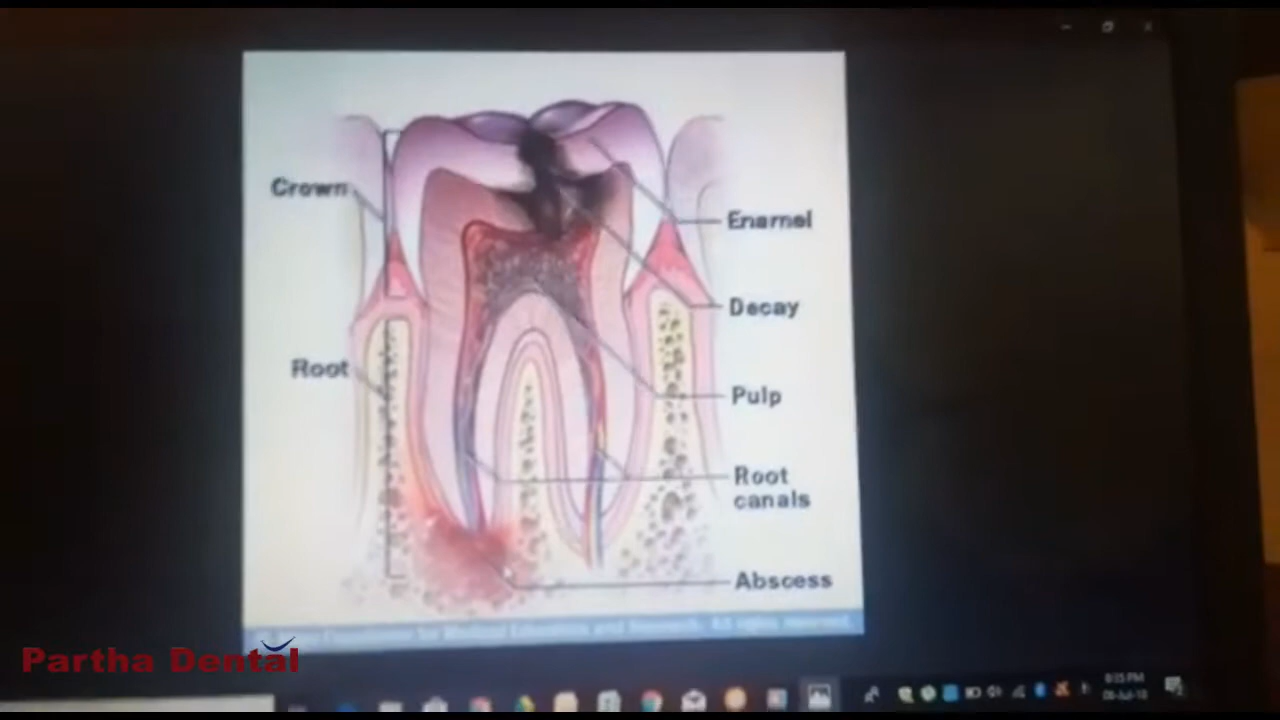 Crown
Enamel
Decay
Root
Pulp
Root
canals
Abscess
Partha Dental